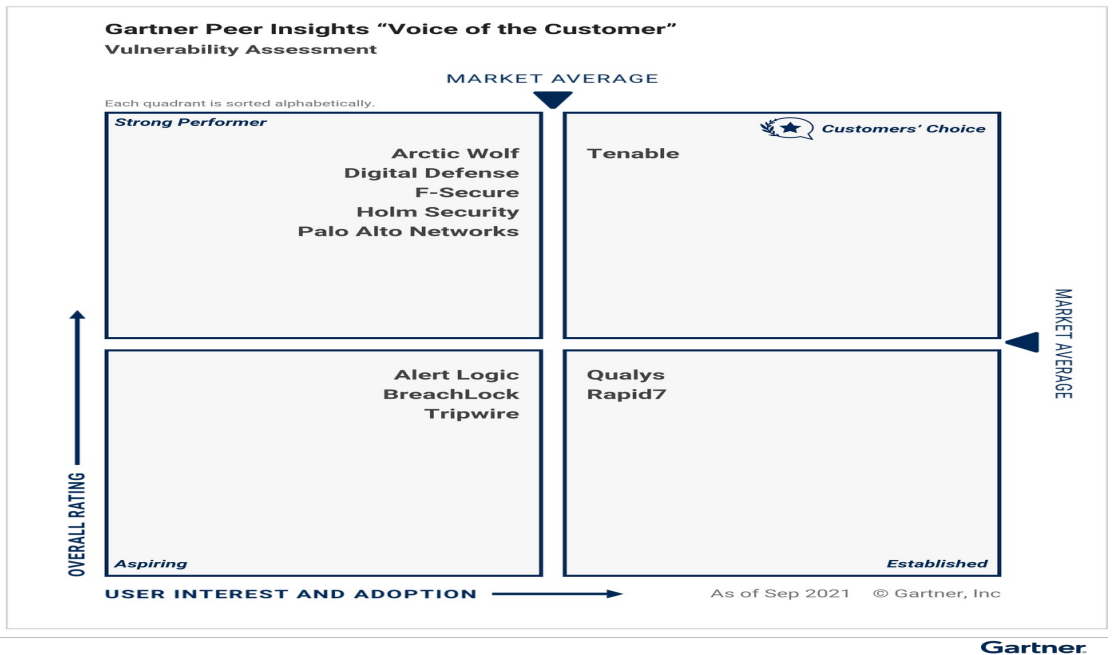 Gartner Peer Insights “Voice of the Customer”
Vulnerability Assessment
MARKET AVERAGE
Each quadrant is sorted alphabetically.
Strong Performer
Arctic Wolf
Digital Defense
F-Secure
Holm Security
Palo Alto Networks
Customers’ Choice
Tenable
MARKET AVERAGE
OVERALL RATING
Alert Logic
BreachLock
Tripwire
Aspiring
Qualys
Rapid7
Established
USER INTEREST AND ADOPTION
As of Sep 2021 © Gartner, Inc
Gartner